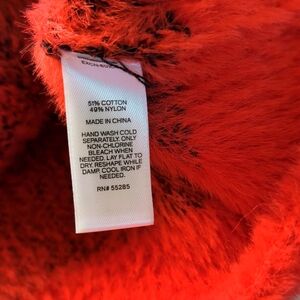 51% COTTON
49% NYLON
MADE IN CHINA
HAND WASH COLD
SEPARATELY. ONLY
NON-CHLORINE
BLEACH WHEN
NEEDED. LAY FLAT TO
DRY. RESHAPE WHILE
DAMP. COOL IRON IF
NEEDED.
RN# 55285